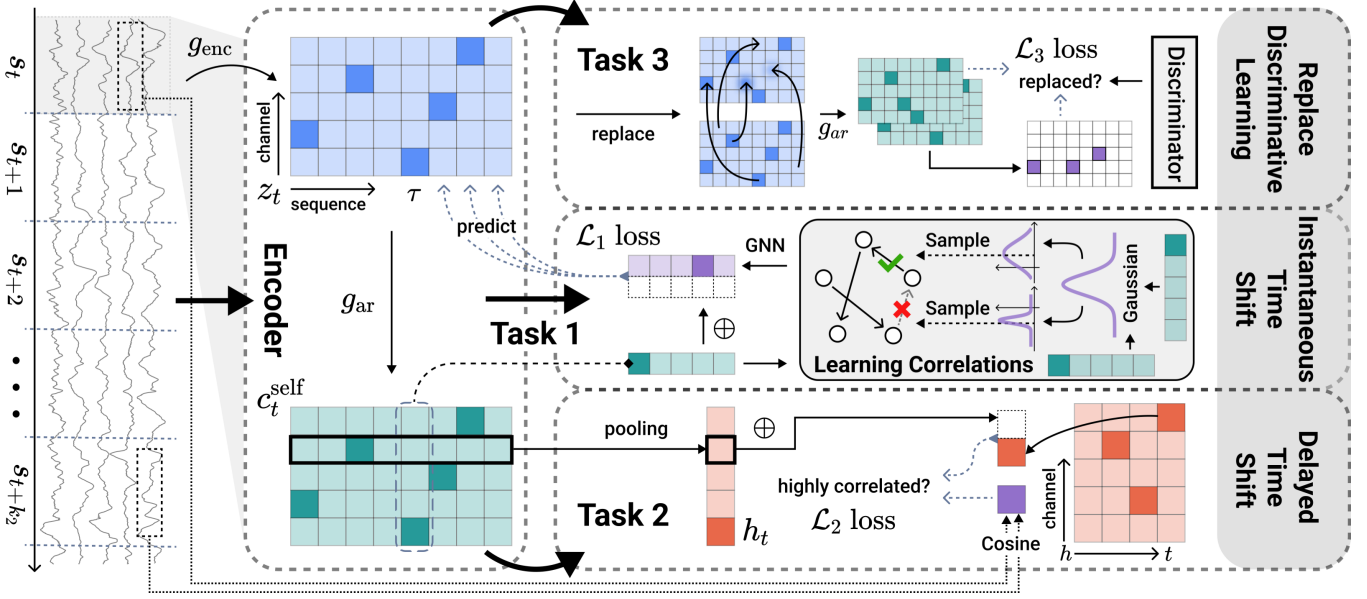 s_t
s_{t+1}
s_{t+2}
s_{t+k_2}
g_enc
channel
z_t
sequence
τ
predict
Encoder
g_ar
c_t^self
Task 3
replace
g_ar
L_3 loss
replaced?
Discriminator
Replace
Discriminative
Learning
Task 1
L_1 loss
GNN
⊕
Sample
Sample
Gaussian
Learning Correlations
Instantaneous
Time
Shift
Task 2
pooling
⊕
h_t
highly correlated?
L_2 loss
Cosine
channel
h
t
Delayed
Time
Shift